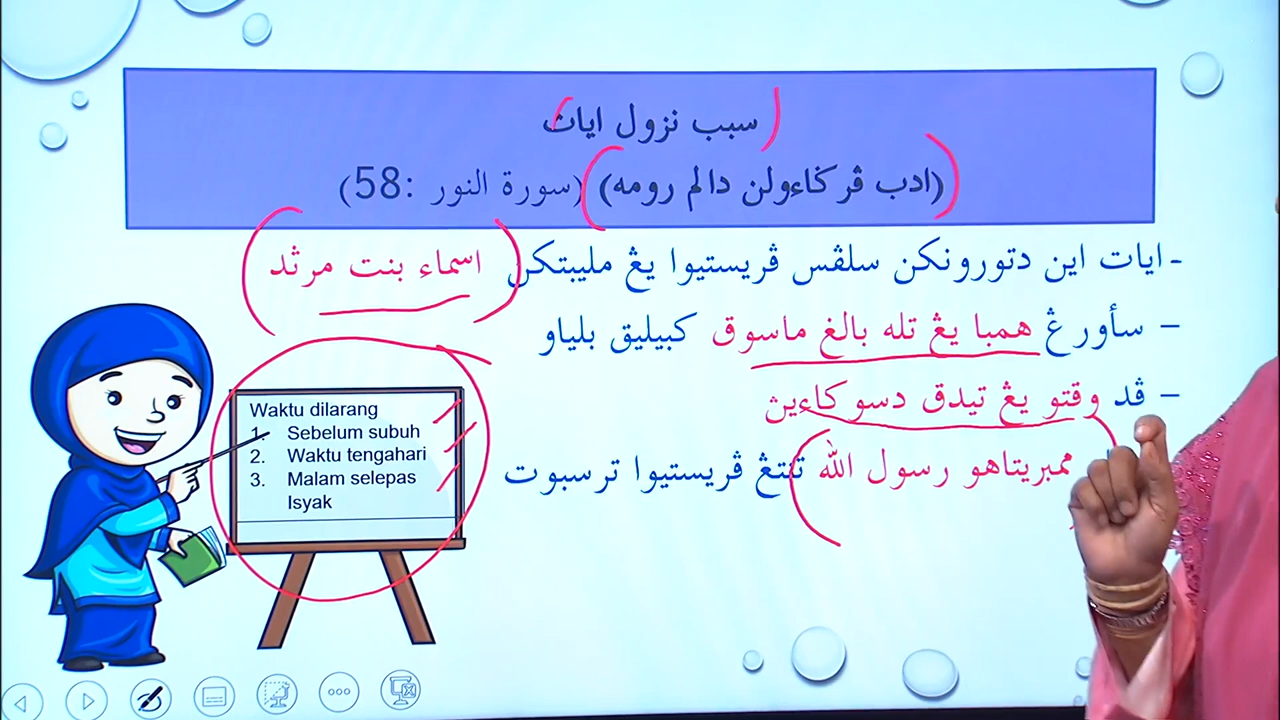 سبب نزول ايات
(ادب ڤرݢاءولن دالم رومه) (سورة النور :58)
- ايات اين دتورونكن سلڤس ڤريستيوا يڠ مليبتكن اسماء بنت مرثد
– سأورڠ همبا يڠ تله بالغ ماسوق كبيليق بلياو
– ڤد وقتو يڠ تيدق دسوكاءين
ممبريتاهو رسول الله تنتڠ ڤريستيوا ترسبوت
Waktu dilarang
1. Sebelum subuh
2. Waktu tengahari
3. Malam selepas
Isyak